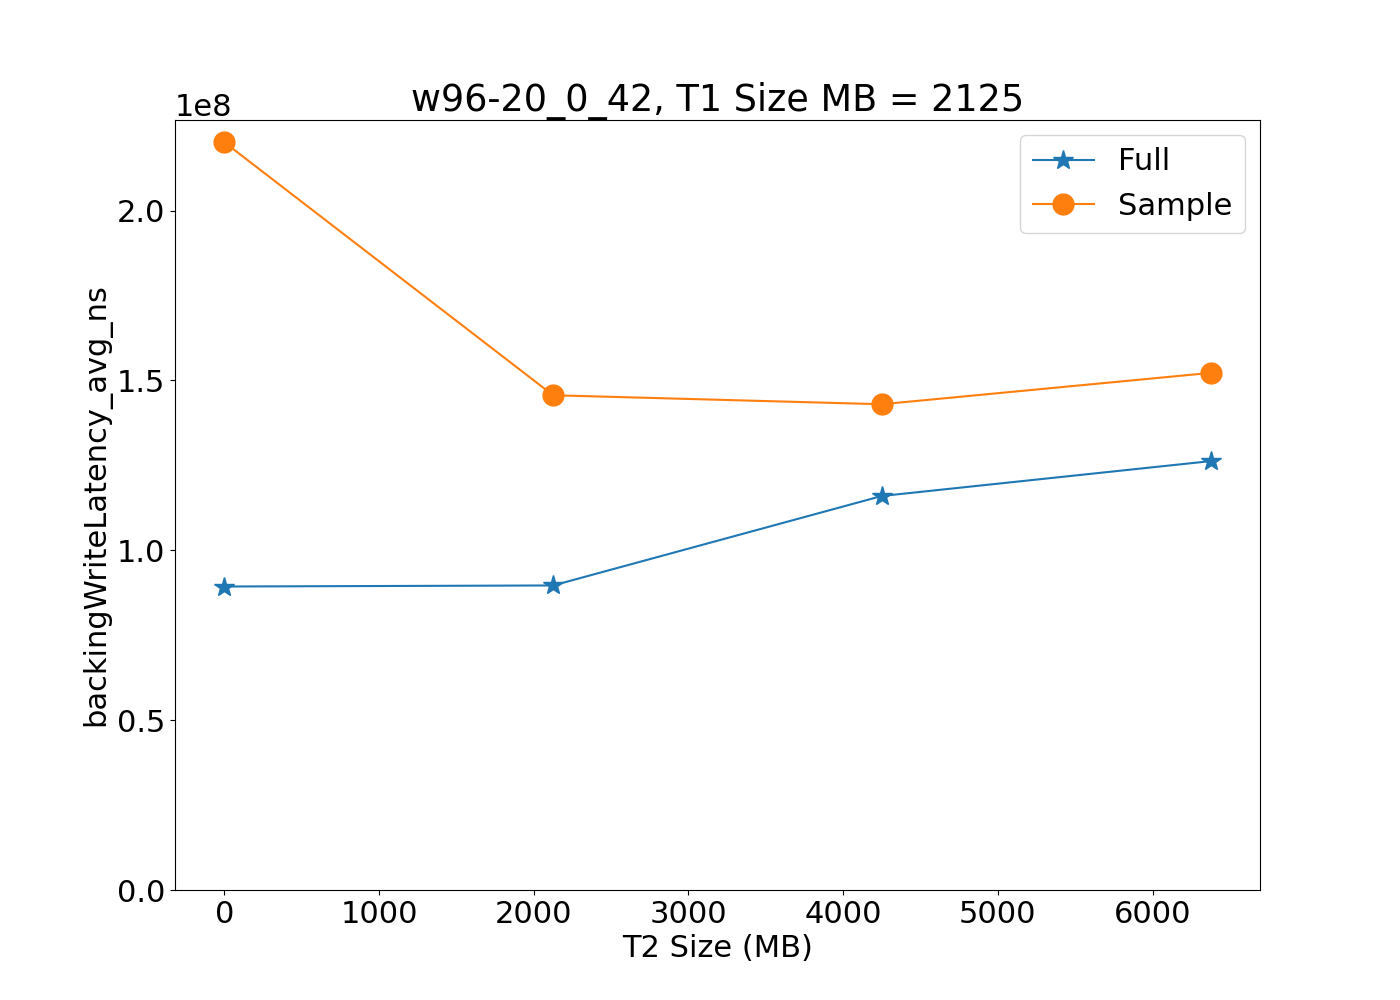 w96-20_0_42, T1 Size MB = 2125
1e8
Full
Sample
2.0
1.5
1.0
0.5
0.0
backingWriteLatency_avg_ns
0 1000 2000 3000 4000 5000 6000
T2 Size (MB)